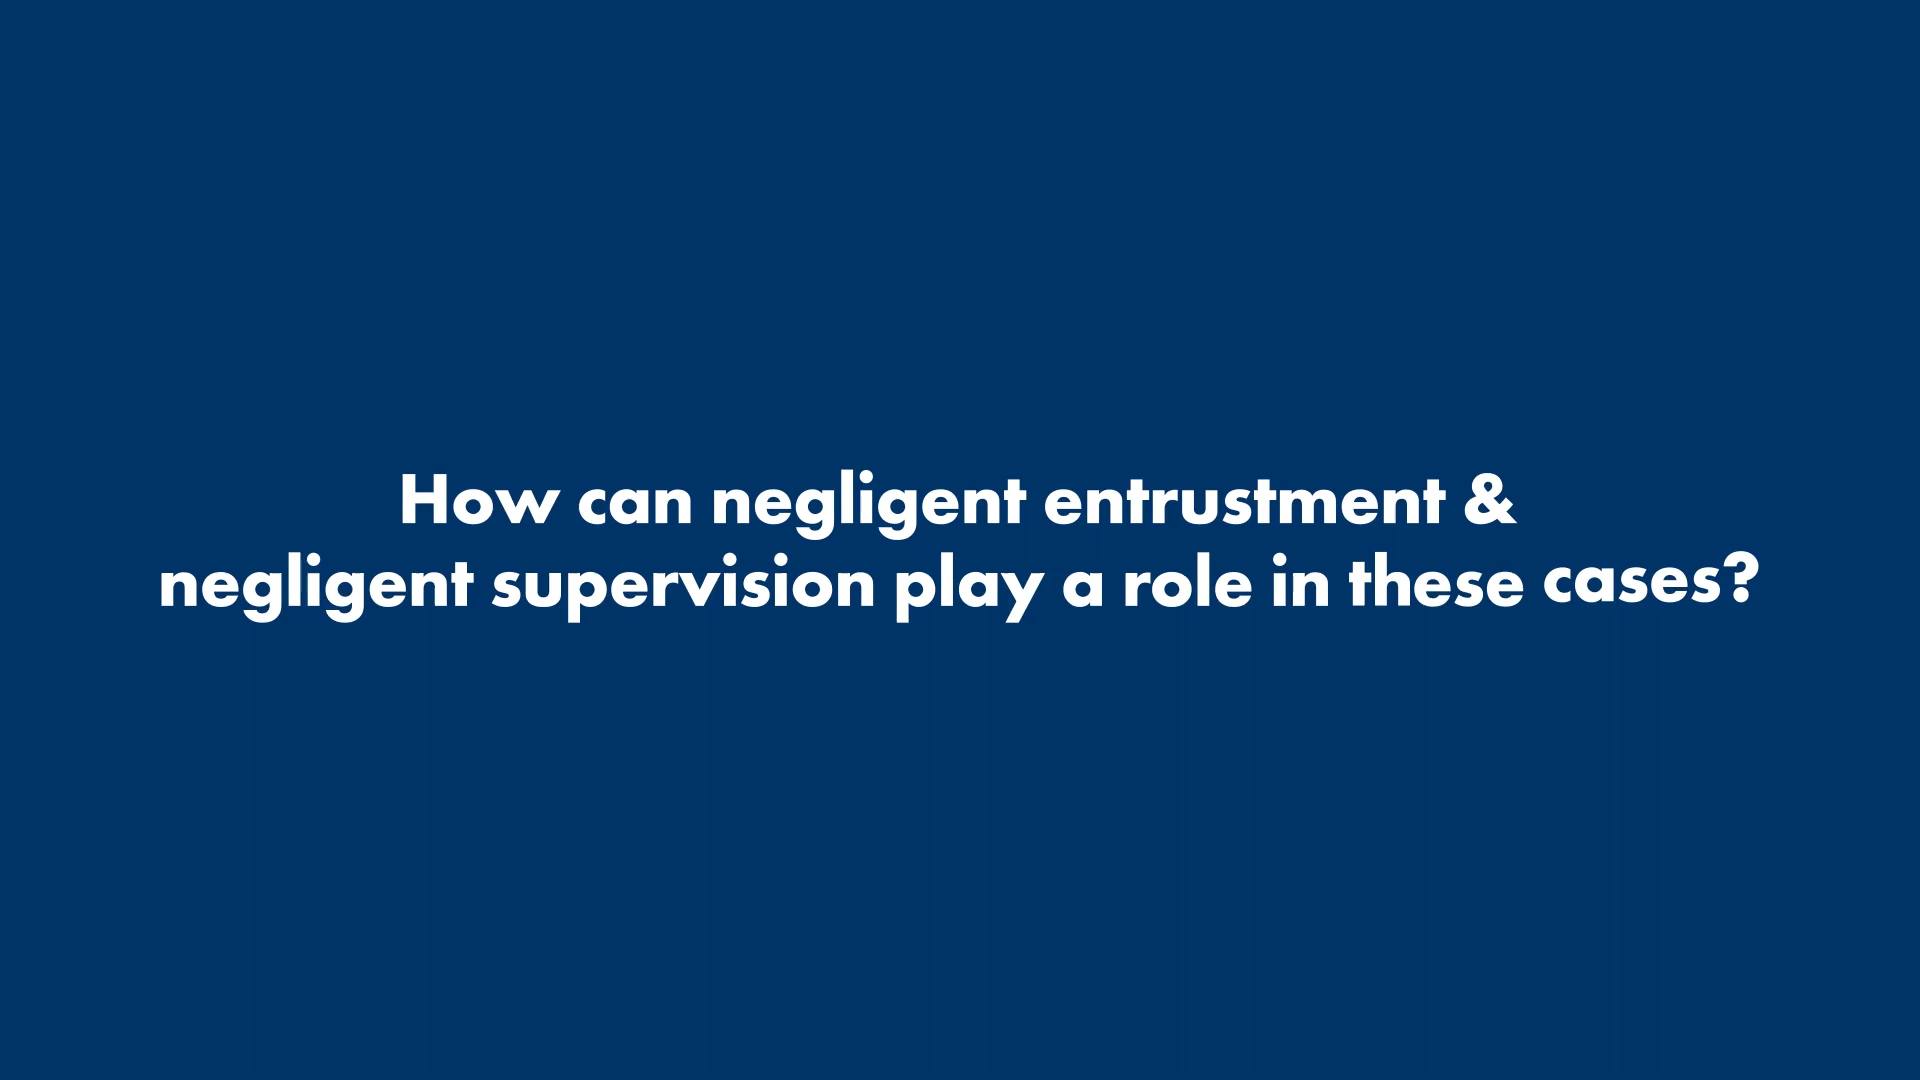 How can negligent entrustment &
negligent supervision play a role in these cases?